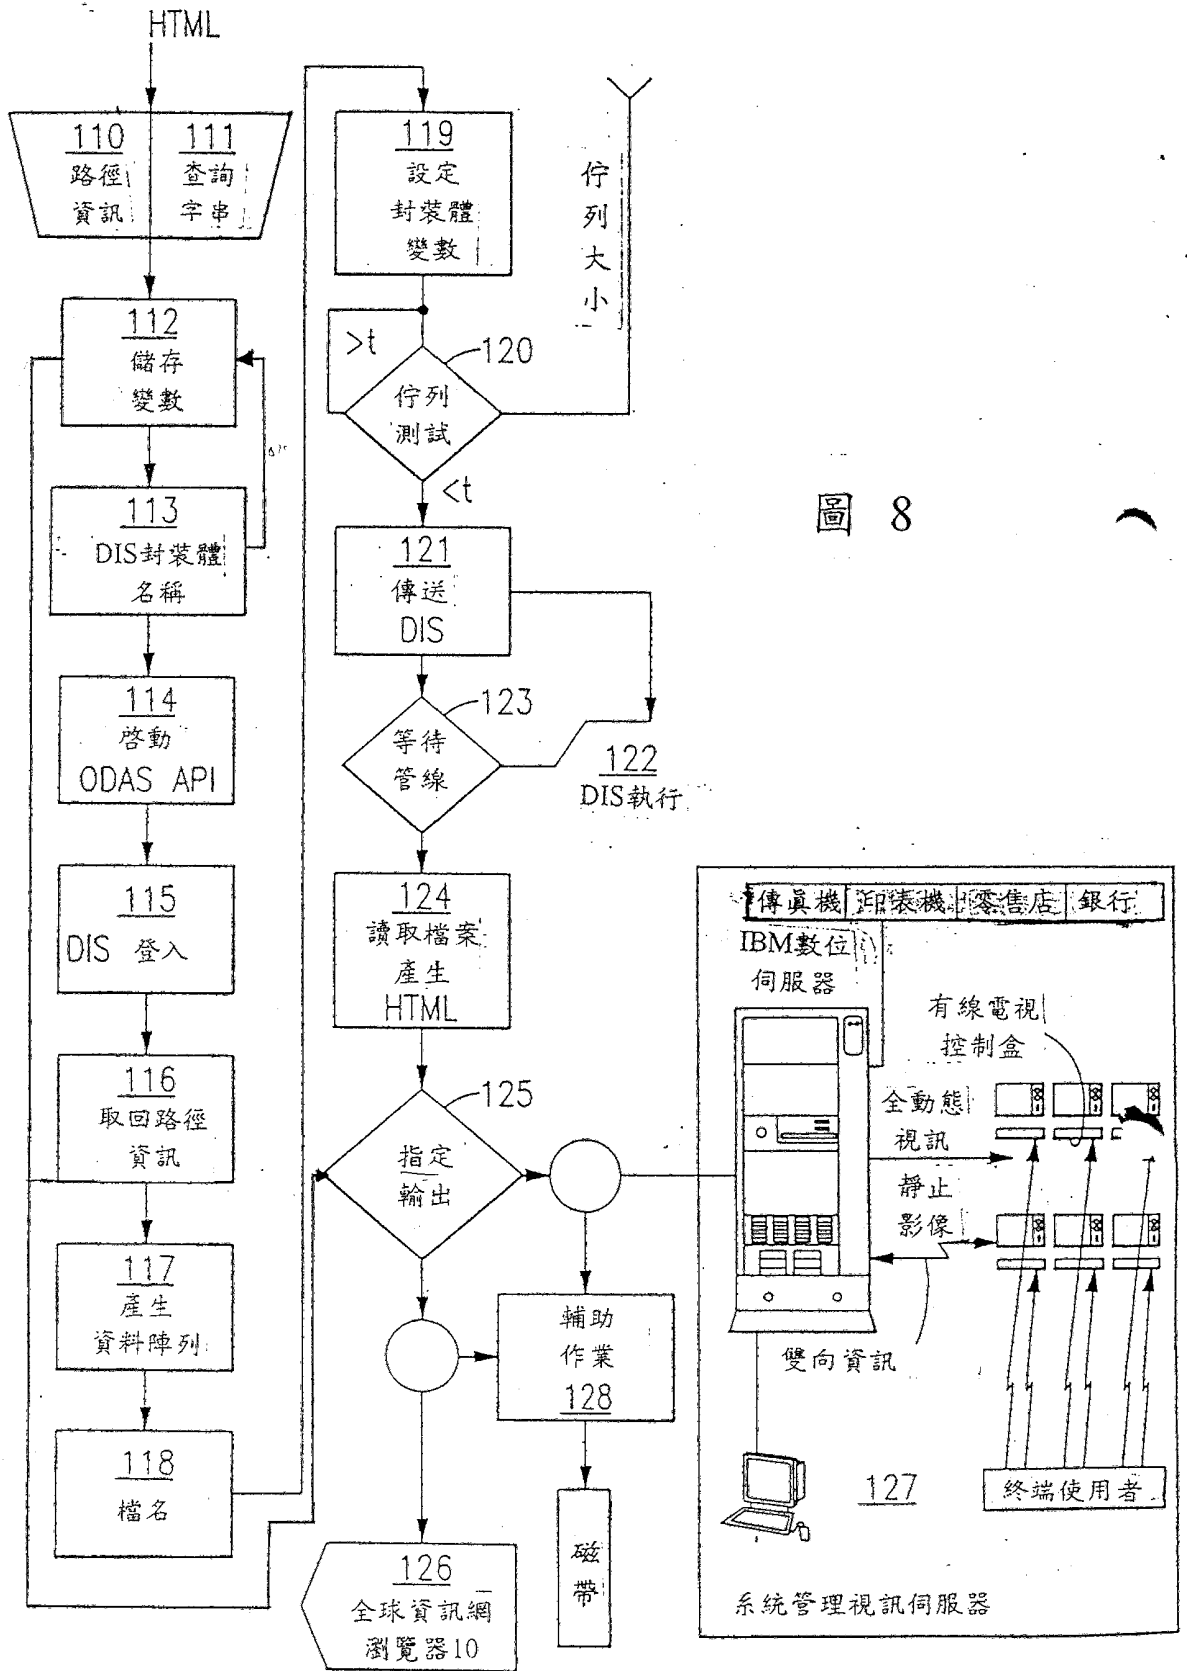 HTML
110
路徑
資訊
111
查詢
字串
112
儲存
變數
113
DIS封裝體
名稱
114
啓動
ODAS API
115
DIS 登入
116
取回路徑
資訊
117
產生
資料陣列
118
檔名
119
設定
封裝體
變數
佇列大小
>t
120
佇列
測試
<t
121
傳送
DIS
123
等待
管線
122
DIS執行
124
讀取檔案
產生
HTML
125
指定
輸出
輔助
作業
128
磁帶
126
全球資訊網
瀏覽器10
圖 8
傳眞機 印表機 零售店 銀行
IBM數位
伺服器
有線電視
控制盒
全動態
視訊
靜止
影像
雙向資訊
127
終端使用者
系統管理視訊伺服器